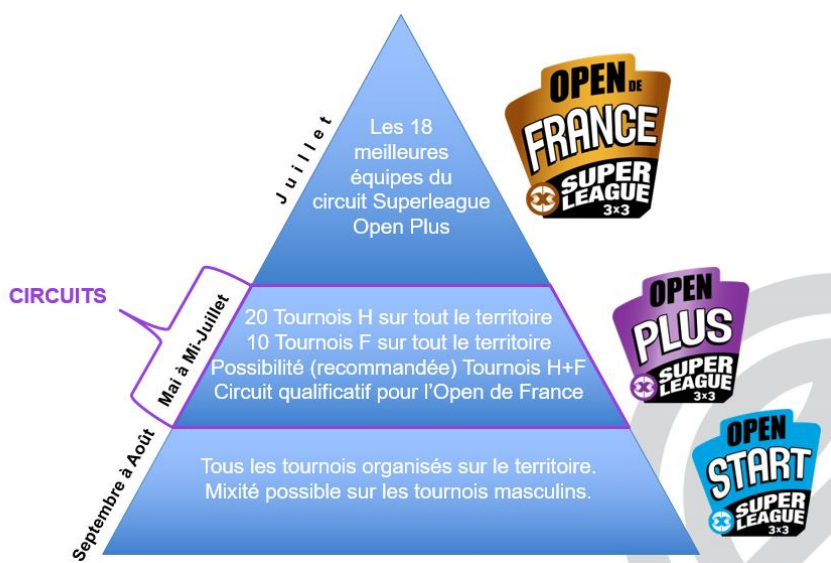 Juillet
Les 18
meilleures
équipes du
circuit Superleague
Open Plus
OPEN DE
FRANCE
SUPER
LEAGUE
3x3
CIRCUITS
Mai à Mi-Juillet
20 Tournois H sur tout le territoire
10 Tournois F sur tout le territoire
Possibilité (recommandée) Tournois H+F
Circuit qualificatif pour l'Open de France
OPEN
PLUS
SUPER
LEAGUE
3x3
Septembre à Août
Tous les tournois organisés sur le territoire.
Mixité possible sur les tournois masculins.
OPEN
START
SUPER
LEAGUE
3x3